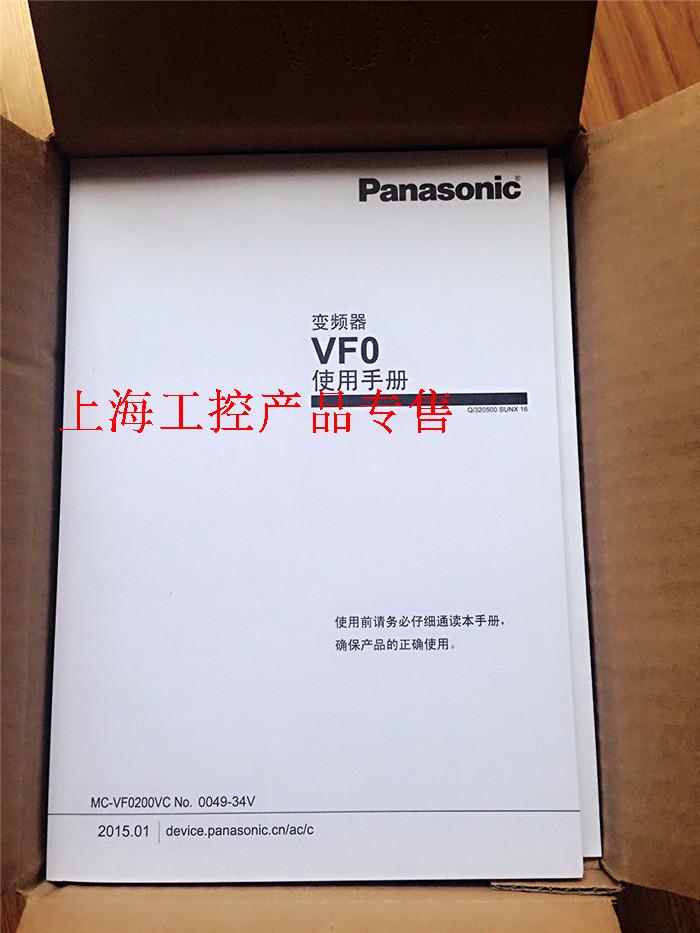 Panasonic®
变频器
VF0
使用手册
Q/320500 SUNX 16
上海工控产品专售
使用前请务必仔细通读本手册，
确保产品的正确使用。
MC-VF0200VC No. 0049-34V
2015.01 | device.panasonic.cn/ac/c